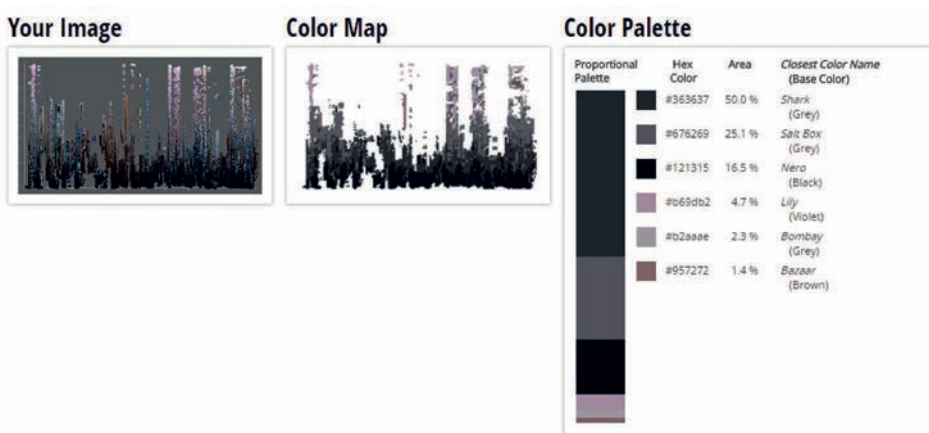 Your Image
Color Map
Color Palette
Proportional Palette Hex Color Area Closest Color Name (Base Color)
#363637 50.0 % Shark (Grey)
#676269 25.1 % Salt Box (Grey)
#121315 16.5 % Nero (Black)
#b69db2 4.7 % Lily (Violet)
#b2aaae 2.3 % Bombay (Grey)
#957272 1.4 % Bazaar (Brown)